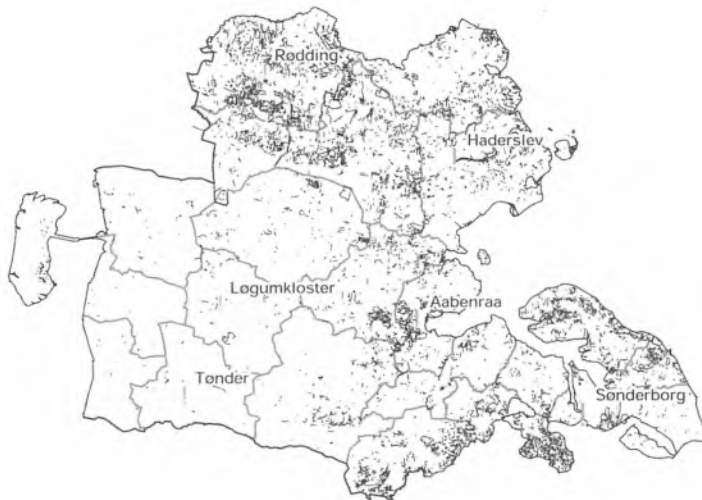 Rødding
Haderslev
Løgumkloster
Aabenraa
Tønder
Sønderborg